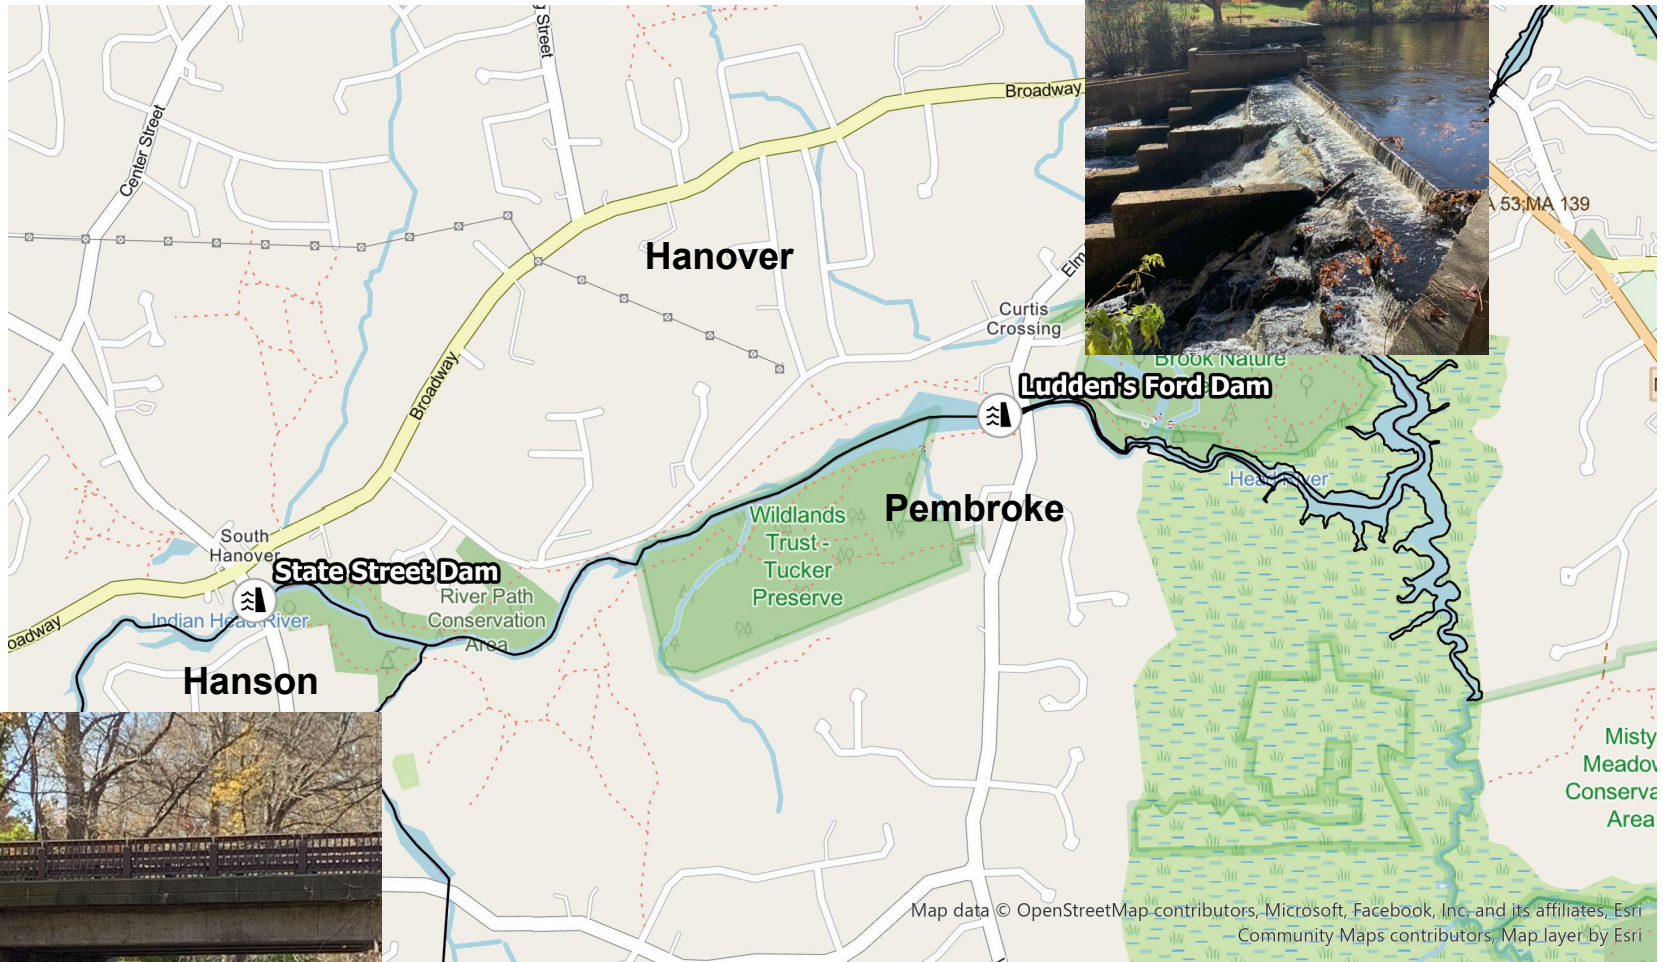 g Street
Broadway
Center Street
A 53;MA 139
Hanover
Elm
Curtis
Crossing
Brook Nature
Ludden's Ford Dam
Broadway
Head River
Pembroke
Wildlands
Trust -
Tucker
Preserve
South
Hanover
State Street Dam
River Path
Conservation
Area
Indian Head River
oadway
Hanson
Misty
Meadow
Conserva
Area
Map data © OpenStreetMap contributors, Microsoft, Facebook, Inc. and its affiliates, Esri
Community Maps contributors, Map layer by Esri